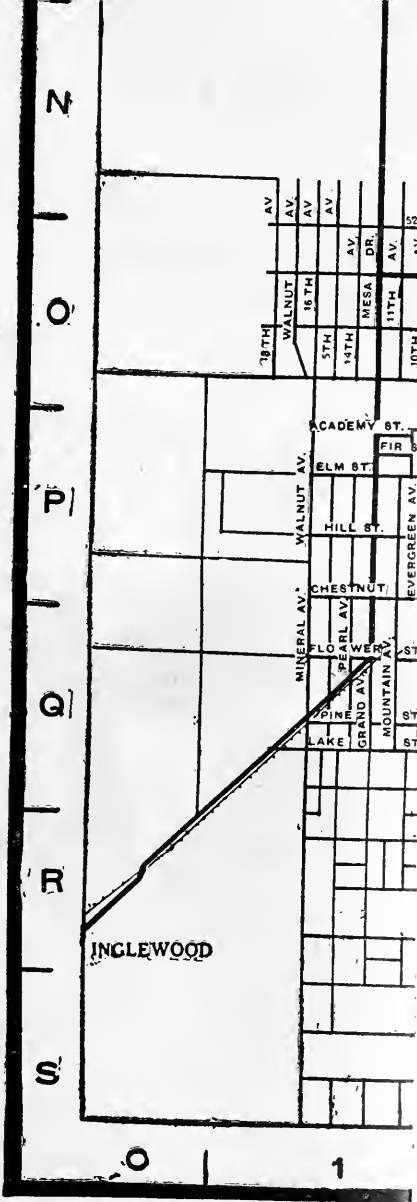 N
AV
AV.
AV.
AV.
52
AV.
DR.
AV.
AV
O
18TH
WALNUT
16TH
5TH
14TH
MESA
11TH
10TH
ACADEMY ST.
FIR S
ELM ST.
P
WALNUT AV.
EVERGREEN AV.
HILL ST.
CHESTNUT
MINERAL AV.
PEARL AV.
FLOWER
ST
Q
GRAND AV.
MOUNTAIN AV.
PINE
ST.
LAKE
ST
R
INGLEWOOD
S
0
1